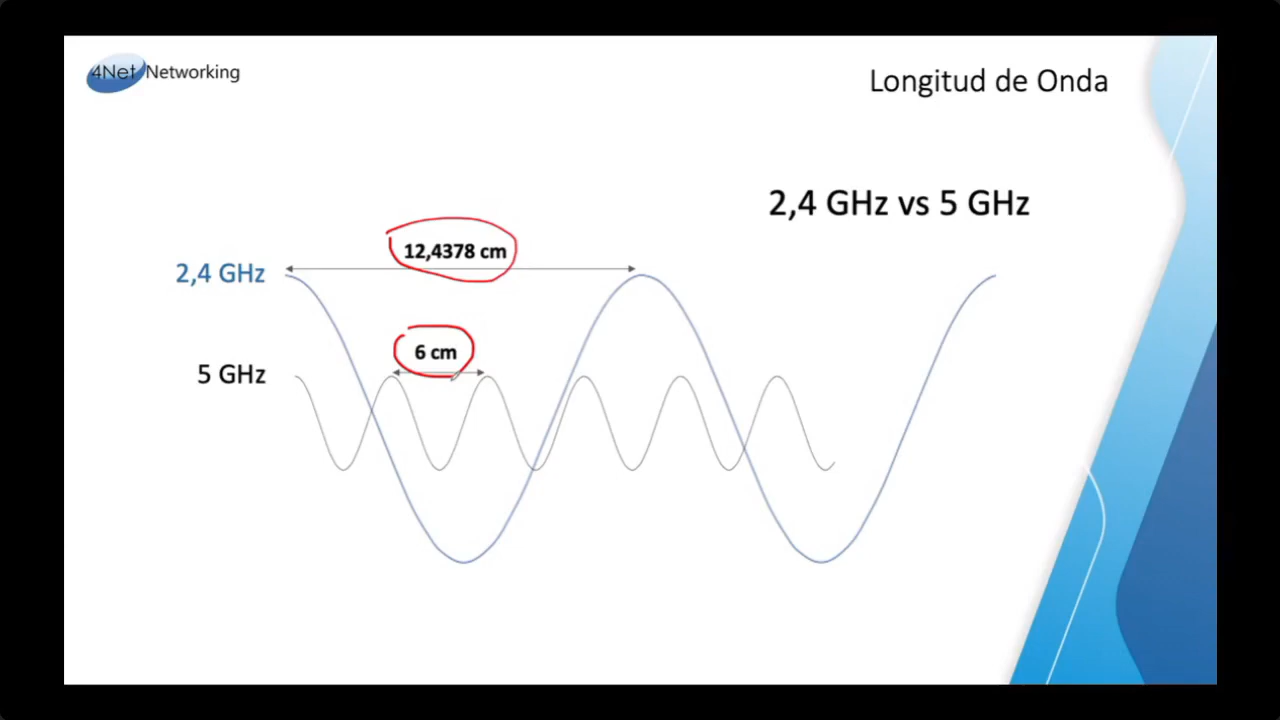 4Net Networking
Longitud de Onda
2,4 GHz vs 5 GHz
12,4378 cm
2,4 GHz
6 cm
5 GHz